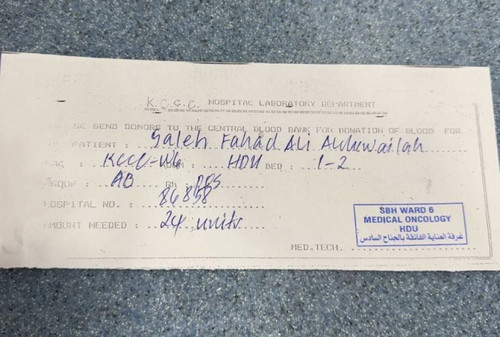 K.C.G.C. HOSPITAL LABORATORY DEPARTMENT
SE SEND DONORS TO THE CENTRAL BLOOD BANK FOR DONATION OF BLOOD FOR
PATIENT : Saleh Fahad Ali
: KCCC-W6 HDU BED : 1-2
: AB Rh POS
HOSPITAL NO. : 86858
AMOUNT NEEDED : 24 units
MED.TECH.
SBH WARD 6
MEDICAL ONCOLOGY
HDU
غرفة العناية الفائقة بالجناح السادس